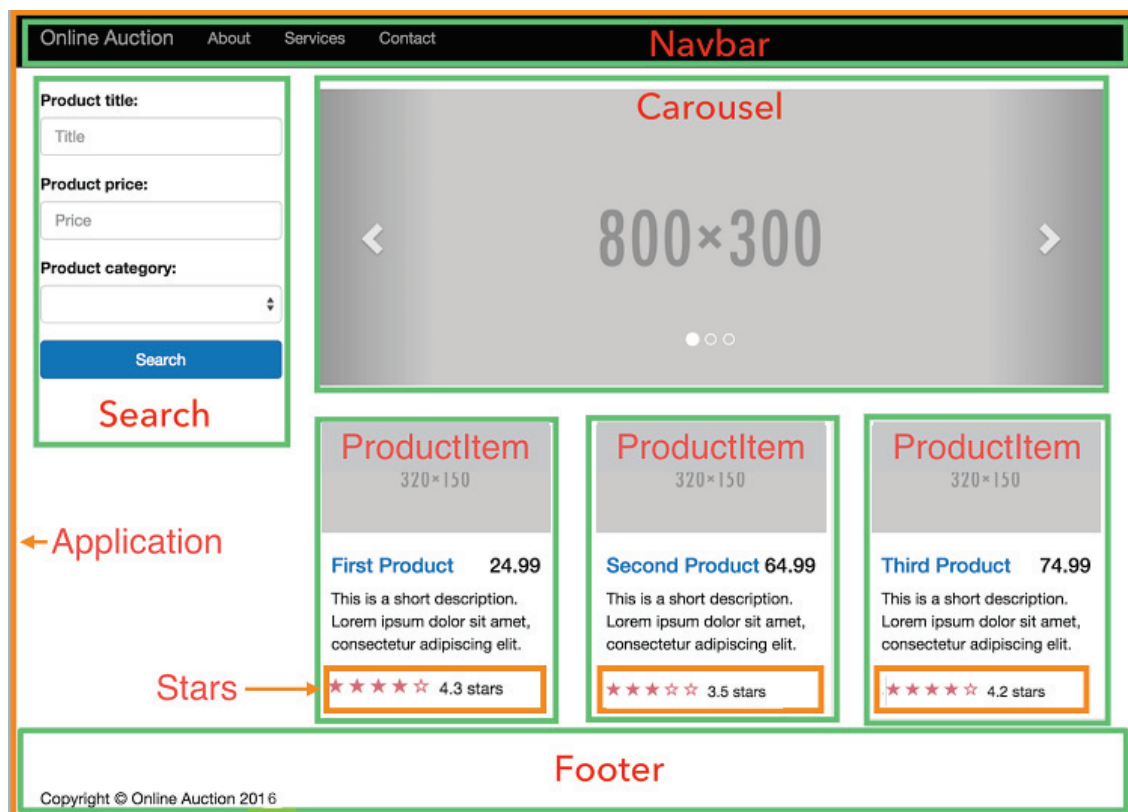 Online Auction About Services Contact Navbar
Product title:
Title
Product price:
Price
Product category:
Search
Search
Carousel
800×300
ProductItem ProductItem ProductItem
320×150 320×150 320×150
Application
First Product 24.99
This is a short description.
Lorem ipsum dolor sit amet,
consectetur adipiscing elit.
Stars
★★★★☆ 4.3 stars
Second Product 64.99
This is a short description.
Lorem ipsum dolor sit amet,
consectetur adipiscing elit.
★★★☆☆ 3.5 stars
Third Product 74.99
This is a short description.
Lorem ipsum dolor sit amet,
consectetur adipiscing elit.
★★★★☆ 4.2 stars
Footer
Copyright © Online Auction 2016